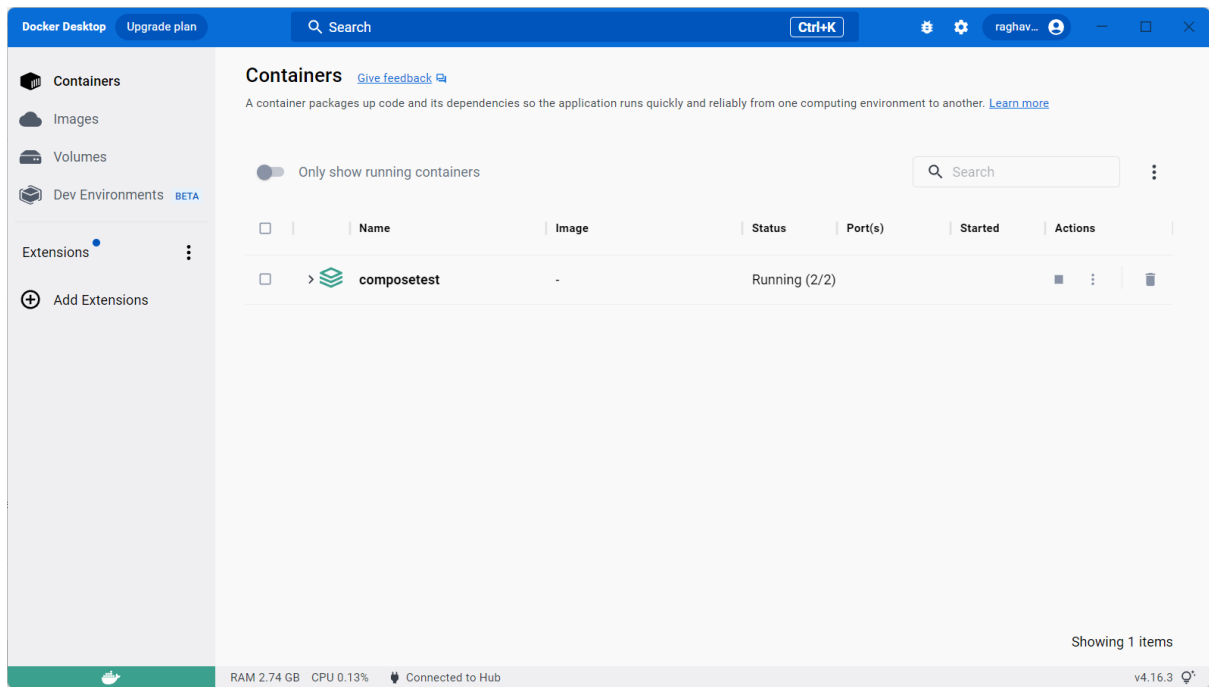 Docker Desktop Upgrade plan Search Ctrl+K raghav...
Containers
Images
Volumes
Dev Environments BETA
Extensions
Add Extensions
Containers Give feedback
A container packages up code and its dependencies so the application runs quickly and reliably from one computing environment to another. Learn more
Only show running containers Search
Name Image Status Port(s) Started Actions
composetest - Running (2/2)
Showing 1 items
RAM 2.74 GB CPU 0.13% Connected to Hub v4.16.3